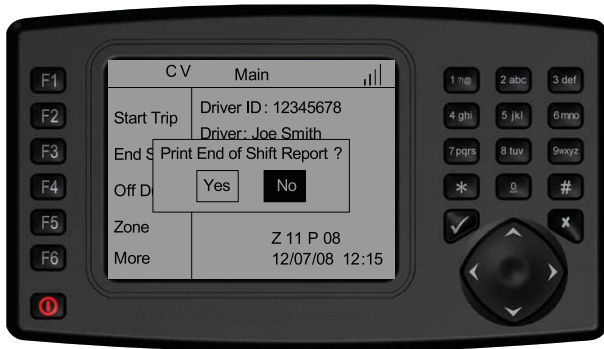 C V Main
F1
F2
F3
F4
F5
F6
Start Trip
End S
Off D
Zone
More
Driver ID : 12345678
Driver: Joe Smith
Print End of Shift Report ?
Yes No
Z 11 P 08
12/07/08 12:15
1 ?!@ 2 abc 3 def
4 ghi 5 jkl 6 mno
7 pqrs 8 tuv 9wxyz
* 0 #